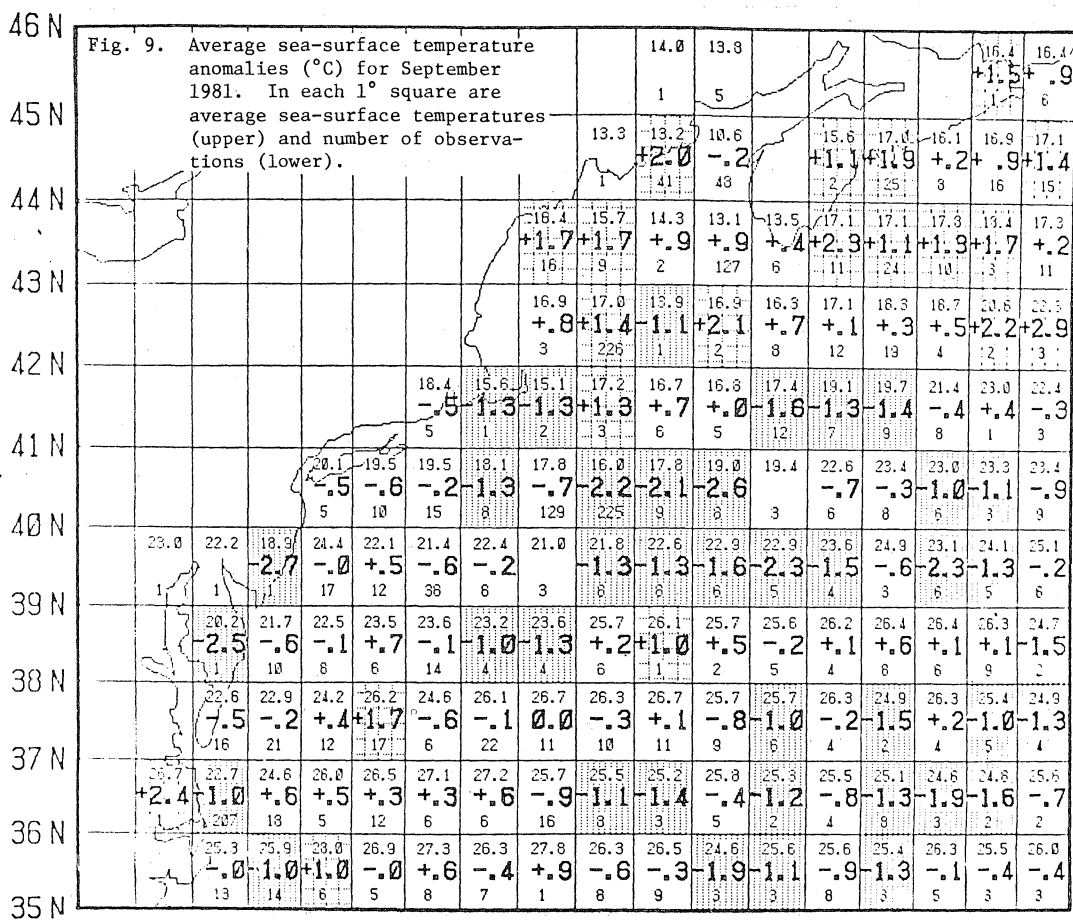 46 N
Fig. 9. Average sea-surface temperature
anomalies (°C) for September
1981. In each 1° square are
average sea-surface temperatures
(upper) and number of observa-
tions (lower).
14.0 13.8 16.4 16.4
+1.5 +.9
1 5 1 6
45 N
13.3 13.2 10.6 15.6 17.0 16.1 16.9 17.1
+2.0 -.2 +1.1 +1.9 +.2 +.9 +1.4
1 41 48 2 25 8 16 15
44 N
16.4 15.7 14.3 13.1 13.5 17.1 17.1 17.8 18.4 17.3
+1.7 +1.7 +.9 +.9 +.4 +2.3 +1.1 +1.3 +1.7 +.2
16 9 2 127 6 11 24 10 3 11
43 N
16.9 17.0 13.9 16.9 16.3 17.1 18.3 18.7 20.6 22.3
+.8 +1.4 -1.1 +2.1 +.7 +.1 +.3 +.5 +2.2 +2.9
3 226 1 2 8 12 19 4 2 3
42 N
18.4 15.6 15.1 17.2 16.7 16.8 17.4 19.1 19.7 21.4 23.0 22.4
-.5 -1.3 -1.3 +1.3 +.7 +.0 -1.6 -1.3 -1.4 -.4 +.4 -.3
5 1 2 3 6 5 12 7 9 8 1 3
41 N
20.1 19.5 19.5 18.1 17.8 16.0 17.8 19.0 19.4 22.6 23.4 23.0 23.3 23.4
-.5 -.6 -.2 -1.3 -.7 -2.2 -2.1 -2.6 -.7 -.3 -1.0 -1.1 -.9
5 10 15 8 129 225 9 8 3 6 8 6 3 9
40 N
23.0 22.2 18.9 21.4 22.1 21.4 22.4 21.0 21.8 22.6 22.9 22.9 23.6 24.9 23.1 24.1 25.1
-2.7 -.0 +.5 -.6 -.2 -1.3 -1.3 -1.6 -2.3 -1.5 -.6 -2.3 -1.3 -.2
1 1 1 17 12 38 8 3 8 8 6 5 4 3 6 5 6
39 N
20.2 21.7 22.5 23.5 23.6 23.2 23.6 25.7 26.1 25.7 25.6 26.2 26.4 26.4 26.3 24.7
-2.5 -.6 -.1 +.7 -.1 -1.0 -1.3 +.2 +1.0 +.5 -.2 +.1 +.6 +.1 +.1 -1.5
1 10 8 6 14 4 4 6 1 2 5 4 8 6 9 2
38 N
22.6 22.9 24.2 26.2 24.6 26.1 26.7 26.3 26.7 25.7 25.7 26.3 24.9 26.3 25.4 24.9
-.5 -.2 +.4 +1.7 -.6 -.1 0.0 -.3 +.1 -.8 -1.0 -.2 -1.5 +.2 -1.0 -1.3
16 21 12 17 6 22 11 10 11 9 6 4 2 4 5 4
37 N
26.7 22.7 24.6 26.0 26.5 27.1 27.2 25.7 25.5 25.2 25.8 25.3 25.5 25.1 24.6 24.8 25.6
+2.4 -1.0 +.6 +.5 +.3 +.3 +.6 -.9 -1.1 -1.4 -.4 -1.2 -.8 -1.3 -1.9 -1.6 -.7
1 207 18 5 12 6 6 16 8 3 5 2 4 8 3 2 2
36 N
25.3 25.9 28.0 26.9 27.3 26.3 27.8 26.3 26.5 24.6 25.6 25.6 25.4 26.3 25.5 26.0
-.0 -1.0 +1.0 -.0 +.6 -.4 +.9 -.6 -.3 -1.9 -1.1 -.9 -1.3 -.1 -.4 -.4
13 14 6 5 8 7 1 8 9 3 3 8 3 5 3 3
35 N